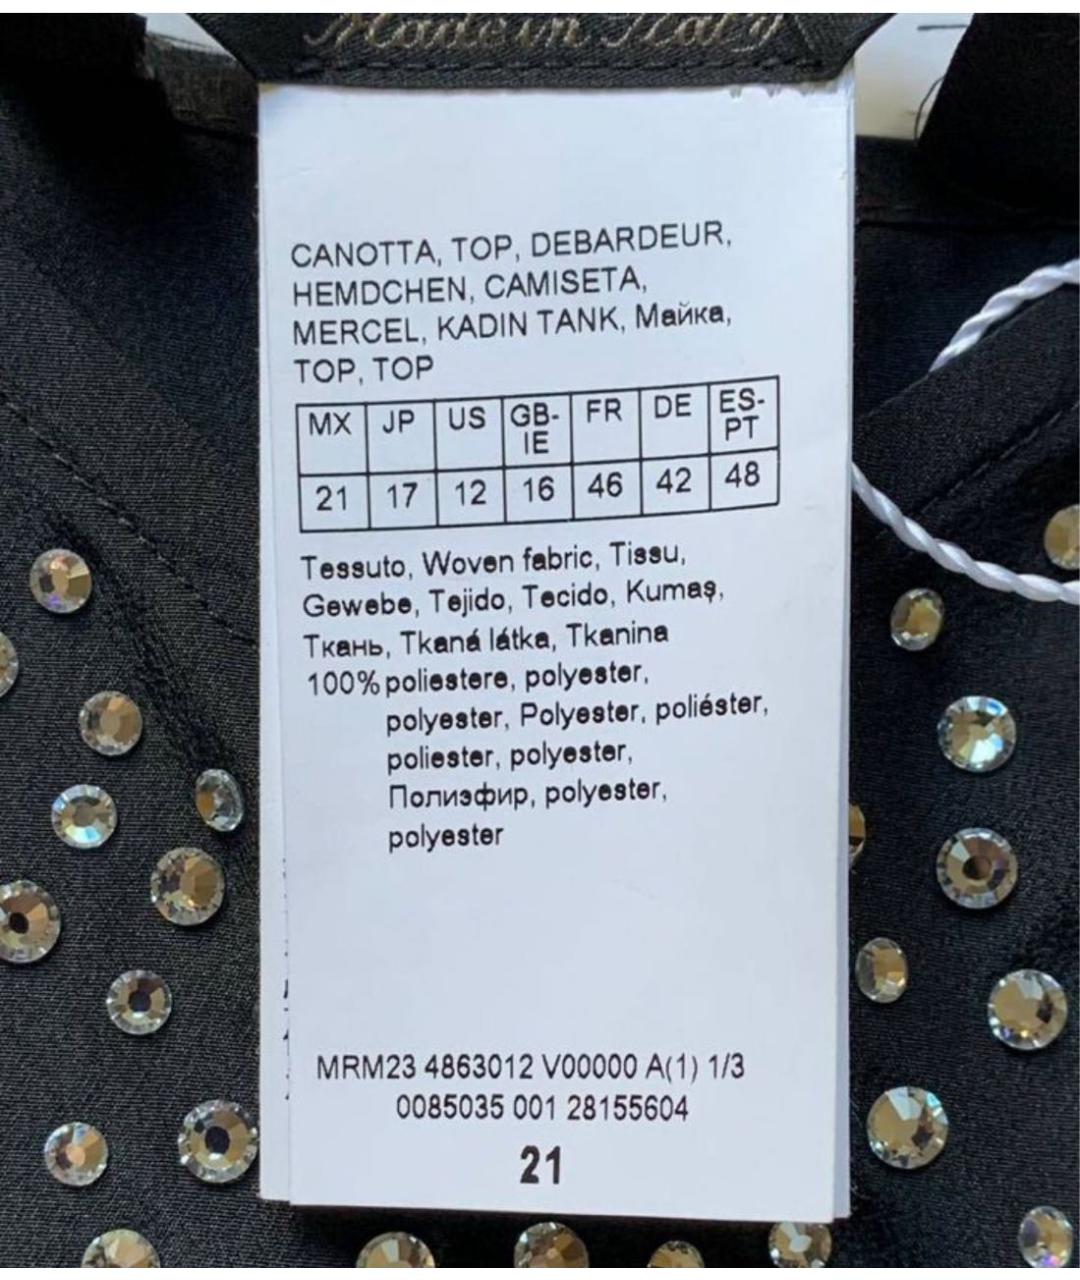 Made in Italy
CANOTTA, TOP, DEBARDEUR,
HEMDCHEN, CAMISETA,
MERCEL, KADIN TANK, Майка,
TOP, TOP
MX JP US GB-IE FR DE ES-PT
21 17 12 16 46 42 48
Tessuto, Woven fabric, Tissu,
Gewebe, Tejido, Tecido, Kumaş,
Ткань, Tkaná látka, Tkanina
100% poliestere, polyester,
polyester, Polyester, poliéster,
poliester, polyester,
Полиэфир, polyester,
polyester
MRM23 4863012 V00000 A(1) 1/3
0085035 001 28155604
21